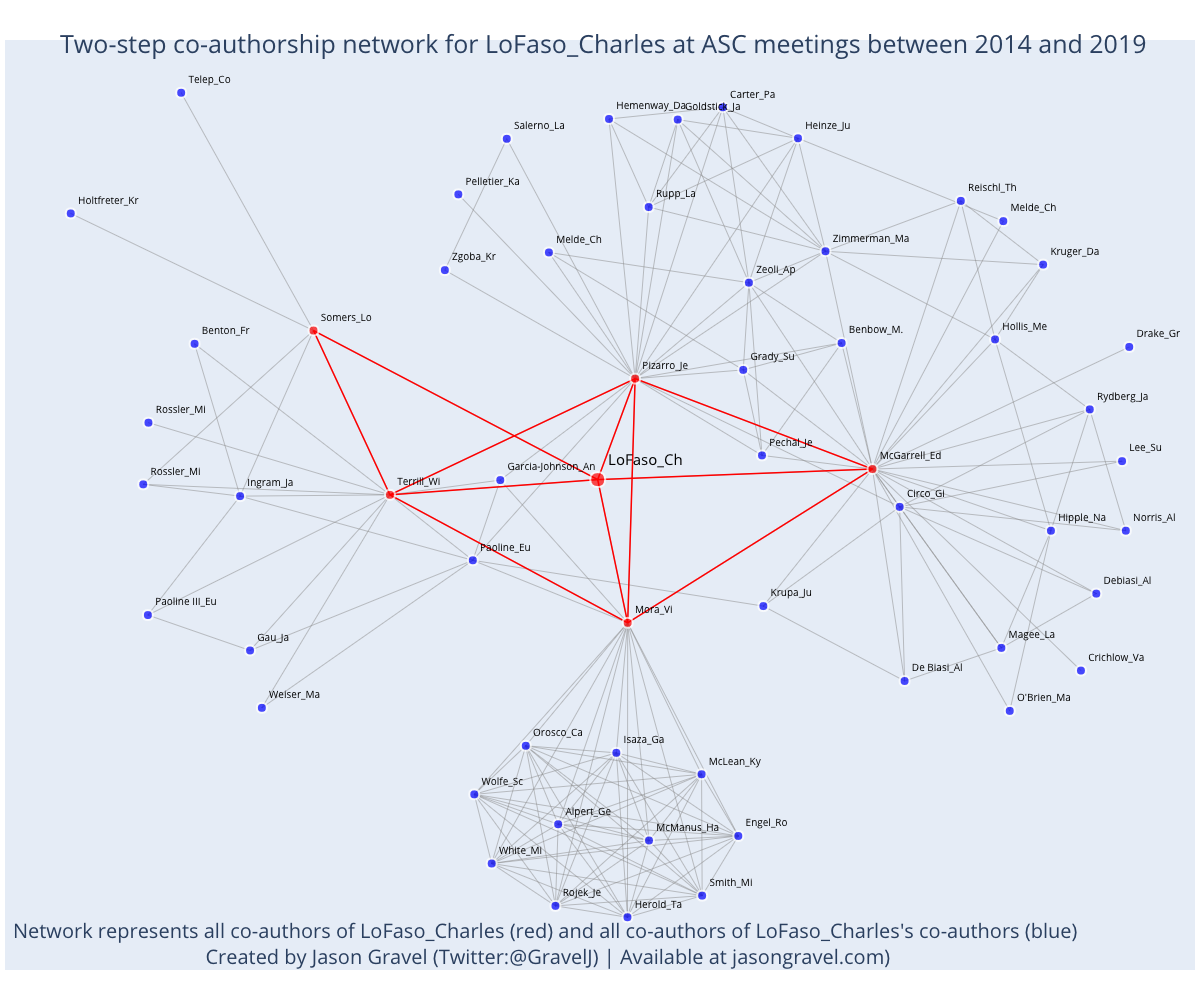 Two-step co-authorship network for LoFaso_Charles at ASC meetings between 2014 and 2019
Telep_Co
Carter_Pa
Hemenway_Da
Goldstick_Ja
Salerno_La
Heinze_Ju
Pelletier_Ka
Rupp_La
Reischl_Th
Holtfreter_Kr
Melde_Ch
Melde_Ch
Zimmerman_Ma
Kruger_Da
Zgoba_Kr
Zeoli_Ap
Somers_Lo
Benton_Fr
Benbow_M.
Hollis_Me
Drake_Gr
Grady_Su
Pizarro_Je
Rydberg_Ja
Rossler_Mi
Pechal_Je
Lee_Su
McGarrell_Ed
LoFaso_Ch
Garcia-Johnson_An
Rossler_Mi
Ingram_Ja
Terrill_Wi
Circo_Gi
Hipple_Na
Norris_Al
Paoline_Eu
Debiasi_Al
Krupa_Ju
Paoline III_Eu
Mora_Vi
Gau_Ja
Magee_La
Crichlow_Va
De Biasi_Al
Weiser_Ma
O'Brien_Ma
Orosco_Ca
Isaza_Ga
McLean_Ky
Wolfe_Sc
Alpert_Ge
McManus_Ha
Engel_Ro
White_Mi
Smith_Mi
Rojek_Je
Herold_Ta
Network represents all co-authors of LoFaso_Charles (red) and all co-authors of LoFaso_Charles's co-authors (blue)
Created by Jason Gravel (Twitter:@GravelJ) | Available at jasongravel.com)